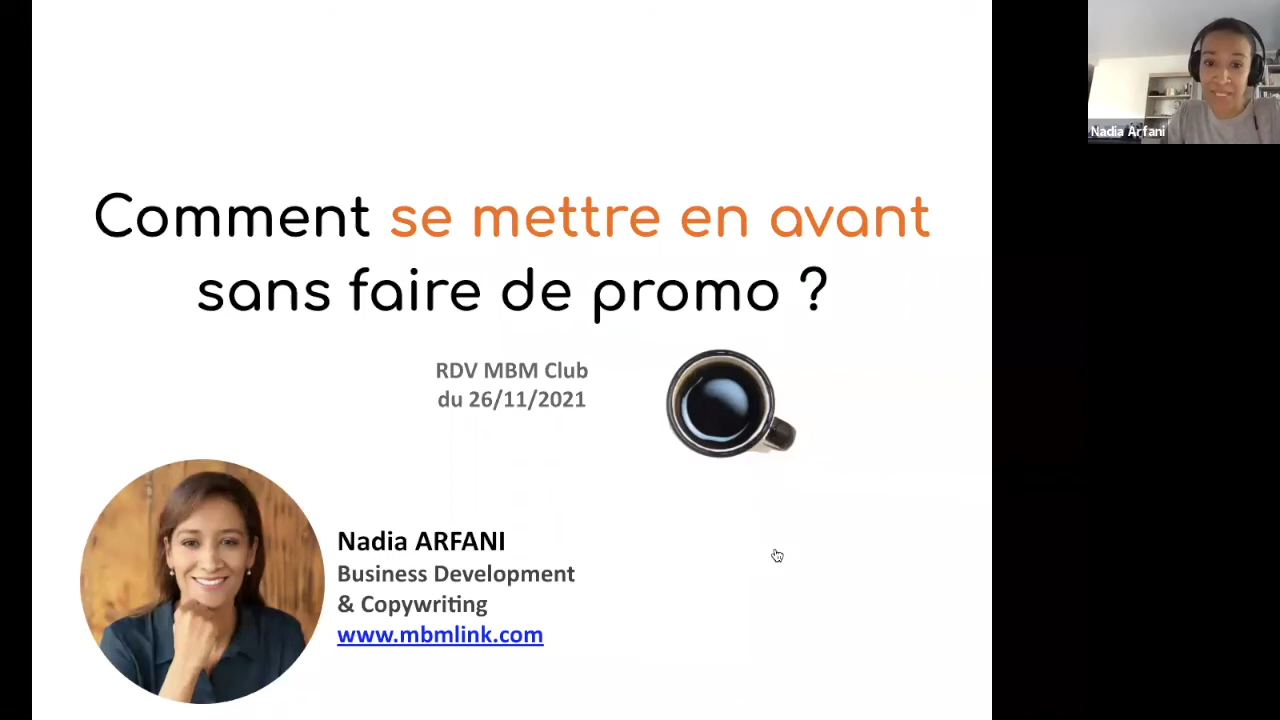 Comment se mettre en avant
sans faire de promo ?
RDV MBM Club
du 26/11/2021
Nadia ARFANI
Business Development
& Copywriting
www.mbmlink.com
Nadia Arfani